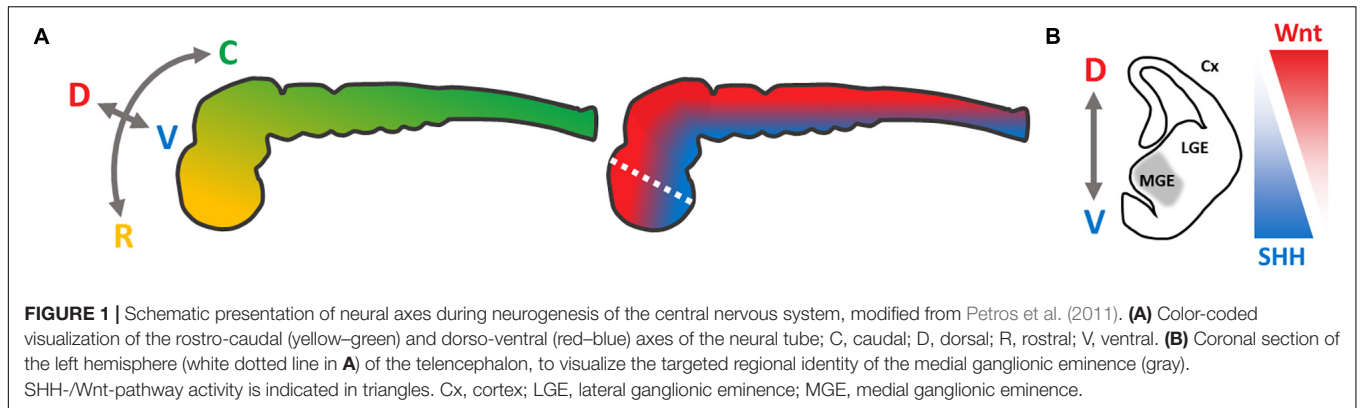 A
C
D
V
R
B
D
V
Cx
LGE
MGE
Wnt
SHH
FIGURE 1 | Schematic presentation of neural axes during neurogenesis of the central nervous system, modified from Petros et al. (2011). (A) Color-coded
visualization of the rostro-caudal (yellow–green) and dorso-ventral (red–blue) axes of the neural tube; C, caudal; D, dorsal; R, rostral; V, ventral. (B) Coronal section of
the left hemisphere (white dotted line in A) of the telencephalon, to visualize the targeted regional identity of the medial ganglionic eminence (gray).
SHH-/Wnt-pathway activity is indicated in triangles. Cx, cortex; LGE, lateral ganglionic eminence; MGE, medial ganglionic eminence.